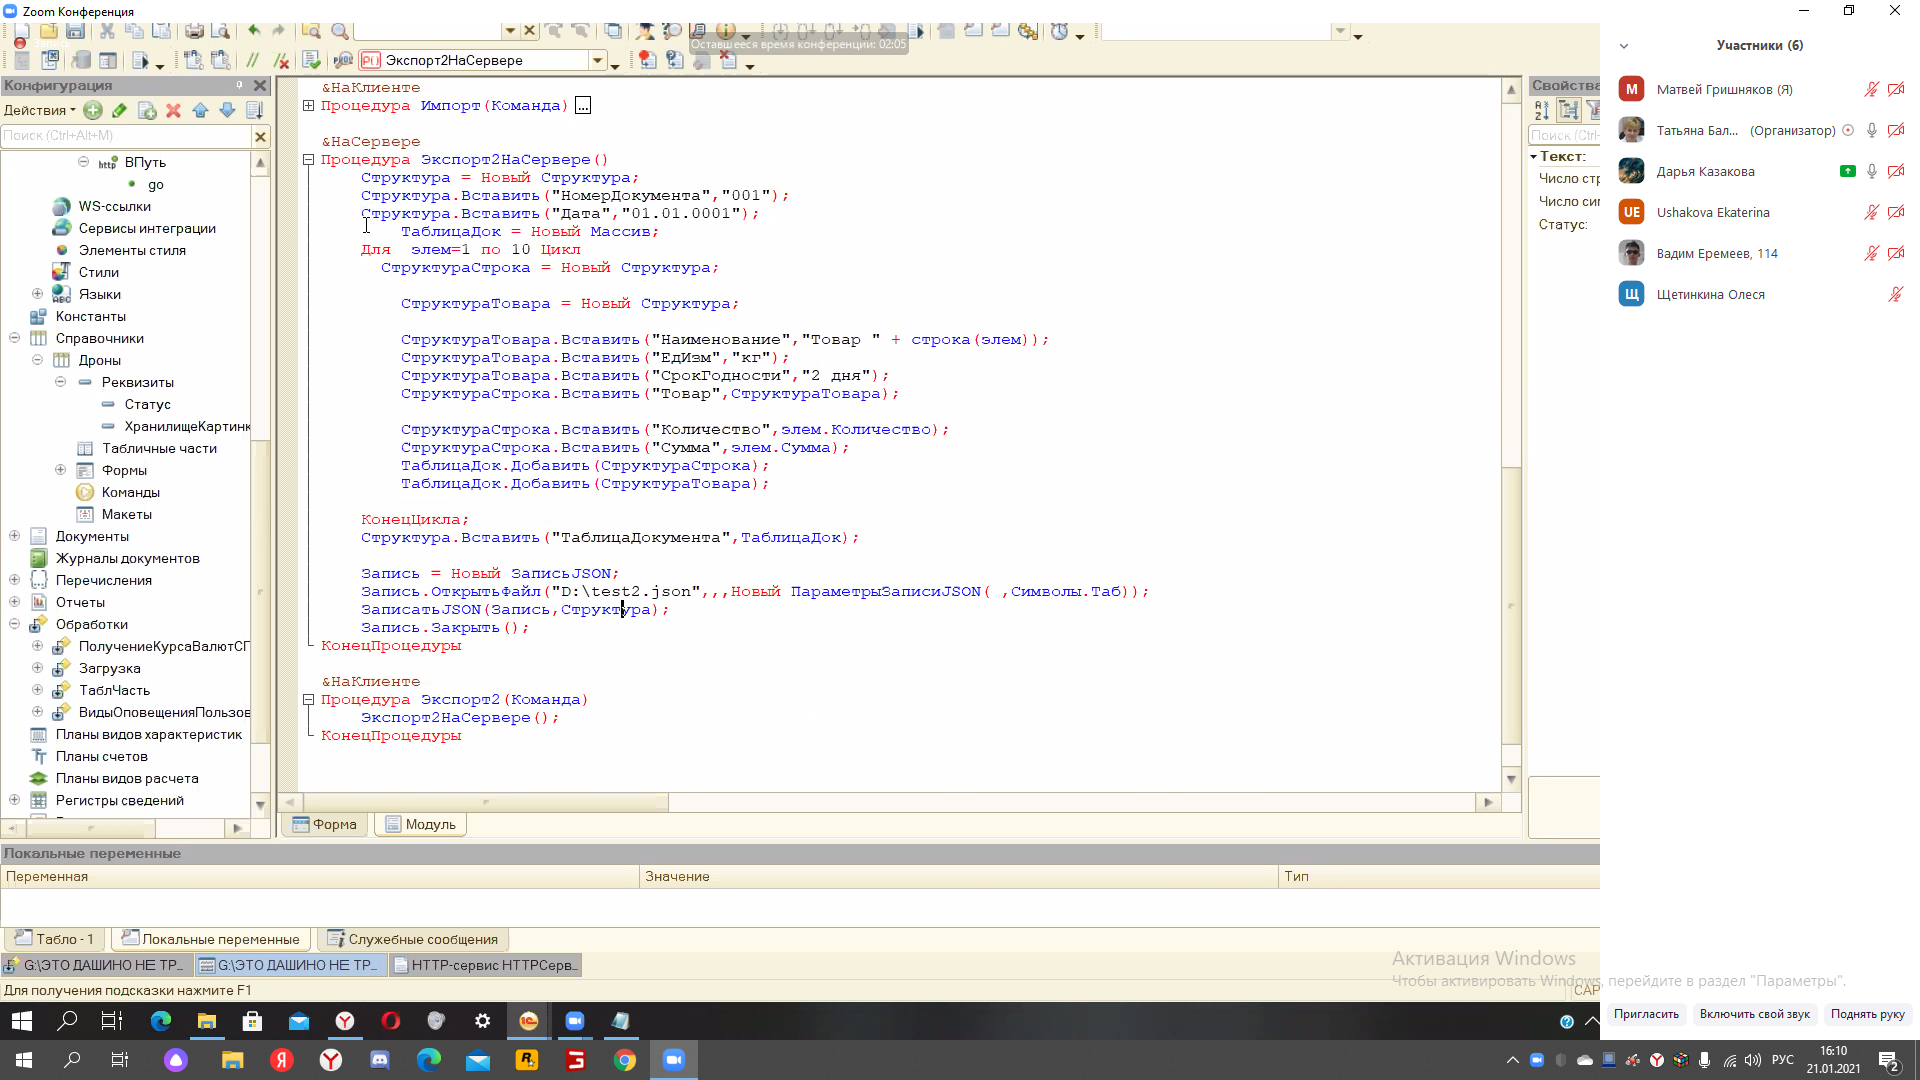 Zoom Конференция
Оставшееся время конференции: 02:05
Экспорт2НаСервере
Конфигурация
Действия
Поиск (Ctrl+Alt+M)
ВПуть
go
WS-ссылки
Сервисы интеграции
Элементы стиля
Стили
Языки
Константы
Справочники
Дроны
Реквизиты
Статус
ХранилищеКартинк
Табличные части
Формы
Команды
Макеты
Документы
Журналы документов
Перечисления
Отчеты
Обработки
ПолучениеКурсаВалютСГ
Загрузка
ТаблЧасть
ВидыОповещенияПользов
Планы видов характеристик
Планы счетов
Планы видов расчета
Регистры сведений
&НаКлиенте
Процедура Импорт(Команда) ...
&НаСервере
Процедура Экспорт2НаСервере()
Структура = Новый Структура;
Структура.Вставить("НомерДокумента","001");
Структура.Вставить("Дата","01.01.0001");
ТаблицаДок = Новый Массив;
Для элем=1 по 10 Цикл
СтруктураСтрока = Новый Структура;
СтруктураТовара = Новый Структура;
СтруктураТовара.Вставить("Наименование","Товар " + строка(элем));
СтруктураТовара.Вставить("ЕдИзм","кг");
СтруктураТовара.Вставить("СрокГодности","2 дня");
СтруктураСтрока.Вставить("Товар",СтруктураТовара);
СтруктураСтрока.Вставить("Количество",элем.Количество);
СтруктураСтрока.Вставить("Сумма",элем.Сумма);
ТаблицаДок.Добавить(СтруктураСтрока);
ТаблицаДок.Добавить(СтруктураТовара);
КонецЦикла;
Структура.Вставить("ТаблицаДокумента",ТаблицаДок);
Запись = Новый ЗаписьJSON;
Запись.ОткрытьФайл("D:\test2.json",,,Новый ПараметрыЗаписиJSON( ,Символы.Таб));
ЗаписатьJSON(Запись,Структура);
Запись.Закрыть();
КонецПроцедуры
&НаКлиенте
Процедура Экспорт2(Команда)
Экспорт2НаСервере();
КонецПроцедуры
Форма
Модуль
Свойства
Поиск (Ctrl-
Текст:
Число стр
Число сим
Статус:
Участники (6)
М Матвей Гришняков (Я)
Татьяна Бал... (Организатор)
Дарья Казакова
UE Ushakova Ekaterina
Вадим Еремеев, 114
Щ Щетинкина Олеся
Локальные переменные
Переменная Значение Тип
Табло - 1
Локальные переменные
Служебные сообщения
G:\ЭТО ДАШИНО НЕ ТР...
G:\ЭТО ДАШИНО НЕ ТР...
HTTP-сервис HTTPСерв...
Для получения подсказки нажмите F1
CAP
Активация Windows
Чтобы активировать Windows, перейдите в раздел "Параметры".
Пригласить
Включить свой звук
Поднять руку
РУС
16:10
21.01.2021
2